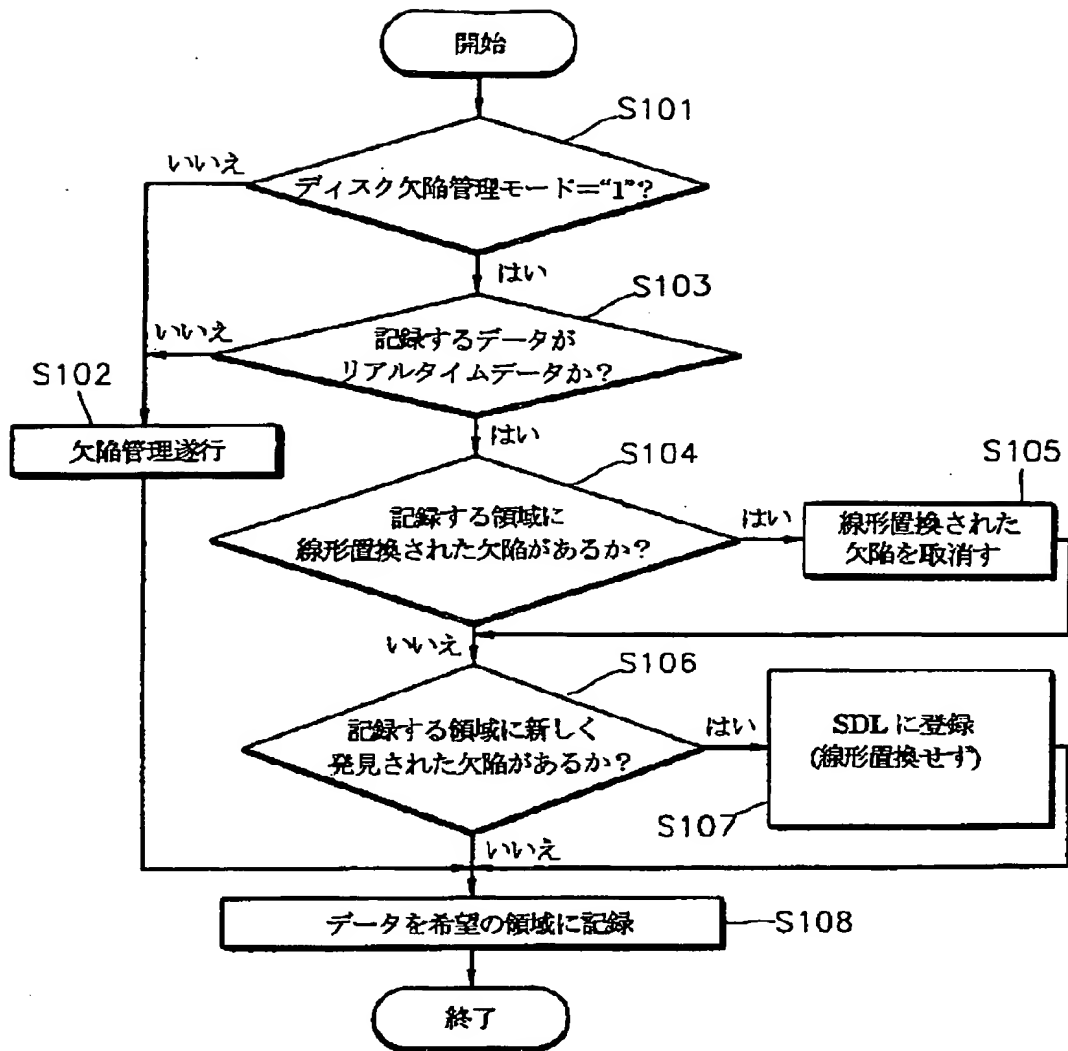 開始
S101
いいえ
ディスク欠陥管理モード="1"?
はい
S103
いいえ
記録するデータが
リアルタイムデータか?
S102
欠陥管理遂行
はい
S104
S105
記録する領域に
線形置換された欠陥があるか?
はい
線形置換された
欠陥を取消す
いいえ
S106
記録する領域に新しく
発見された欠陥があるか?
はい
SDLに登録
(線形置換せず)
S107
いいえ
データを希望の領域に記録
S108
終了